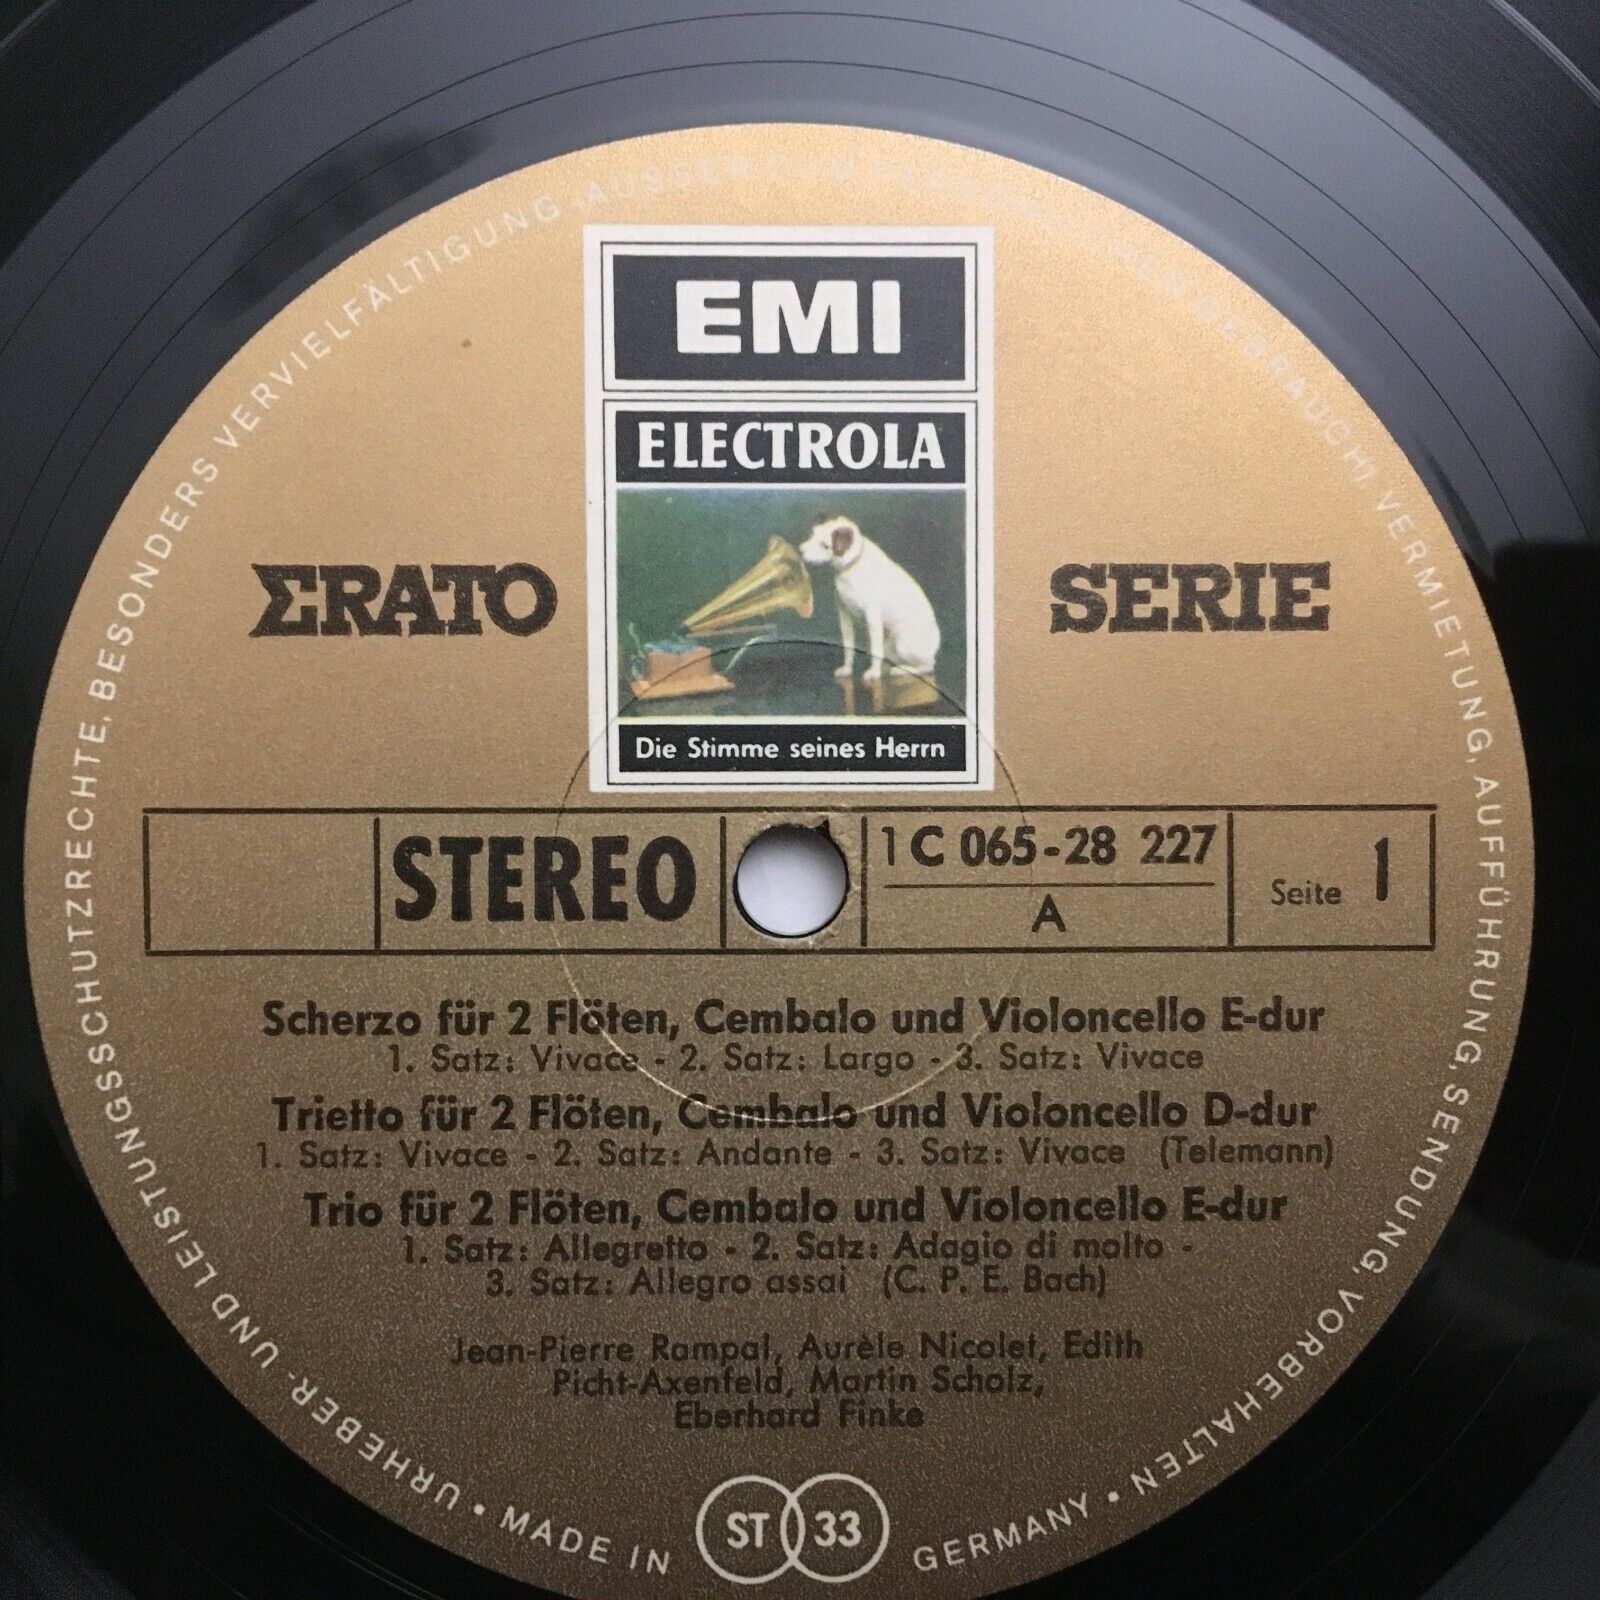 EMI
ELECTROLA
ERATO SERIE
Die Stimme seines Herrn
STEREO
1 C 065-28 227
A
Seite 1
Scherzo für 2 Flöten, Cembalo und Violoncello E-dur
1. Satz: Vivace - 2. Satz: Largo - 3. Satz: Vivace
Trietto für 2 Flöten, Cembalo und Violoncello D-dur
1. Satz: Vivace - 2. Satz: Andante - 3. Satz: Vivace (Telemann)
Trio für 2 Flöten, Cembalo und Violoncello E-dur
1. Satz: Allegretto - 2. Satz: Adagio di molto -
3. Satz: Allegro assai (C. P. E. Bach)
Jean-Pierre Rampal, Aurèle Nicolet, Edith
Picht-Axenfeld, Martin Scholz,
Eberhard Finke
URHEBER- UND LEISTUNGSSCHUTZRECHTE, BESONDERS VERVIELFÄLTIGUNG (AUSSER ZUM PERSÖNLICHEN GEBRAUCH), VERMIETUNG, AUFFÜHRUNG, SENDUNG, VORBEHALTEN
• MADE IN ST 33 GERMANY •